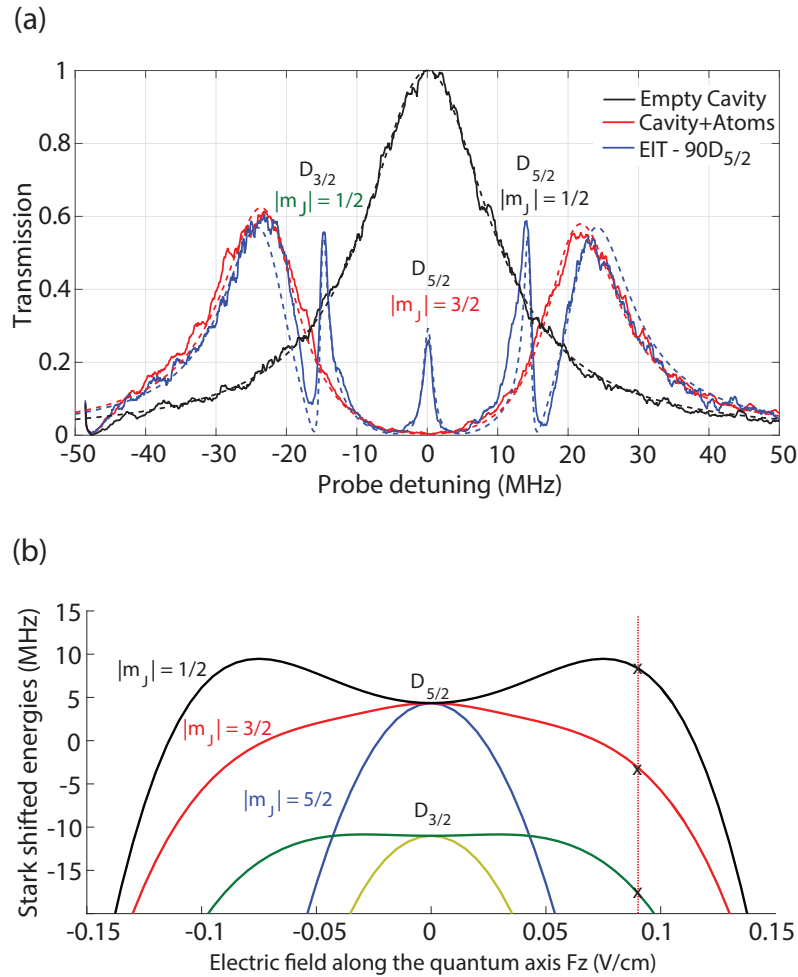 (a)
Transmission
1
0.8
0.6
0.4
0.2
0
Empty Cavity
Cavity+Atoms
EIT - 90D5/2
D3/2
|mJ| = 1/2
D5/2
|mJ| = 1/2
D5/2
|mJ| = 3/2
-50 -40 -30 -20 -10 0 10 20 30 40 50
Probe detuning (MHz)
(b)
Stark shifted energies (MHz)
15
10
5
0
-5
-10
-15
|mJ| = 1/2
D5/2
|mJ| = 3/2
|mJ| = 5/2
D3/2
x
x
x
-0.15 -0.1 -0.05 0 0.05 0.1 0.15
Electric field along the quantum axis Fz (V/cm)